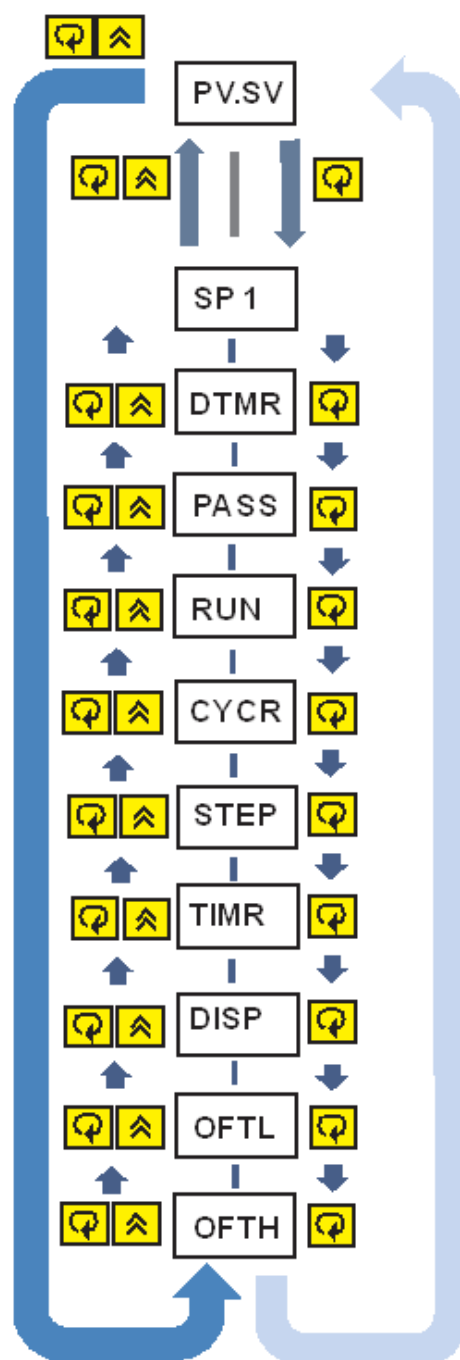 PV.SV
SP 1
DTMR
PASS
RUN
CYCR
STEP
TIMR
DISP
OFTL
OFTH